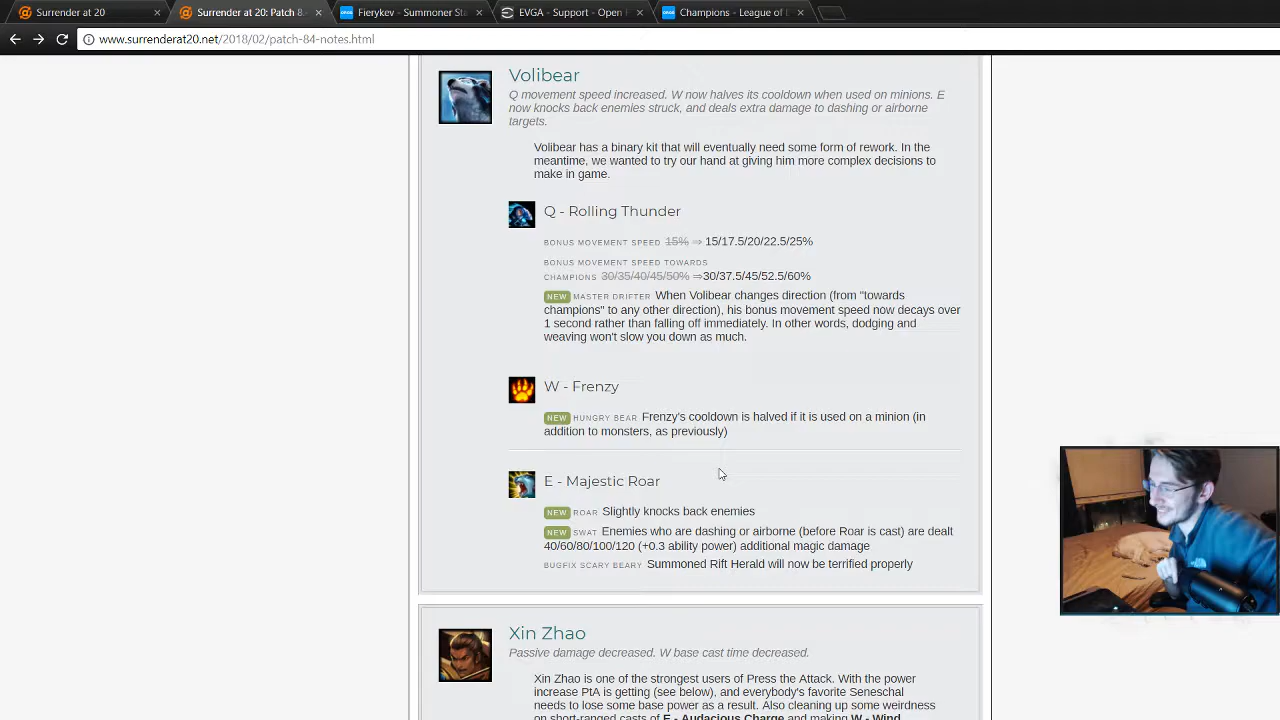 Surrender at 20
Surrender at 20: Patch 8.
Fierykev - Summoner Sta
EVGA - Support - Open
Champions - League of L
www.surrenderat20.net/2018/02/patch-84-notes.html
Volibear
Q movement speed increased. W now halves its cooldown when used on minions. E
now knocks back enemies struck, and deals extra damage to dashing or airborne
targets.
Volibear has a binary kit that will eventually need some form of rework. In the
meantime, we wanted to try our hand at giving him more complex decisions to
make in game.
Q - Rolling Thunder
BONUS MOVEMENT SPEED 15% ⇒ 15/17.5/20/22.5/25%
BONUS MOVEMENT SPEED TOWARDS
CHAMPIONS 30/35/40/45/50% ⇒30/37.5/45/52.5/60%
NEW MASTER DRIFTER When Volibear changes direction (from "towards
champions" to any other direction), his bonus movement speed now decays over
1 second rather than falling off immediately. In other words, dodging and
weaving won't slow you down as much.
W - Frenzy
NEW HUNGRY BEAR Frenzy's cooldown is halved if it is used on a minion (in
addition to monsters, as previously)
E - Majestic Roar
NEW ROAR Slightly knocks back enemies
NEW SWAT Enemies who are dashing or airborne (before Roar is cast) are dealt
40/60/80/100/120 (+0.3 ability power) additional magic damage
BUGFIX SCARY BEARY Summoned Rift Herald will now be terrified properly
Xin Zhao
Passive damage decreased. W base cast time decreased.
Xin Zhao is one of the strongest users of Press the Attack. With the power
increase PtA is getting (see below), and everybody's favorite Seneschal
needs to lose some base power as a result. Also cleaning up some weirdness
on short-ranged casts of E - Audacious Charge and making W - Wind